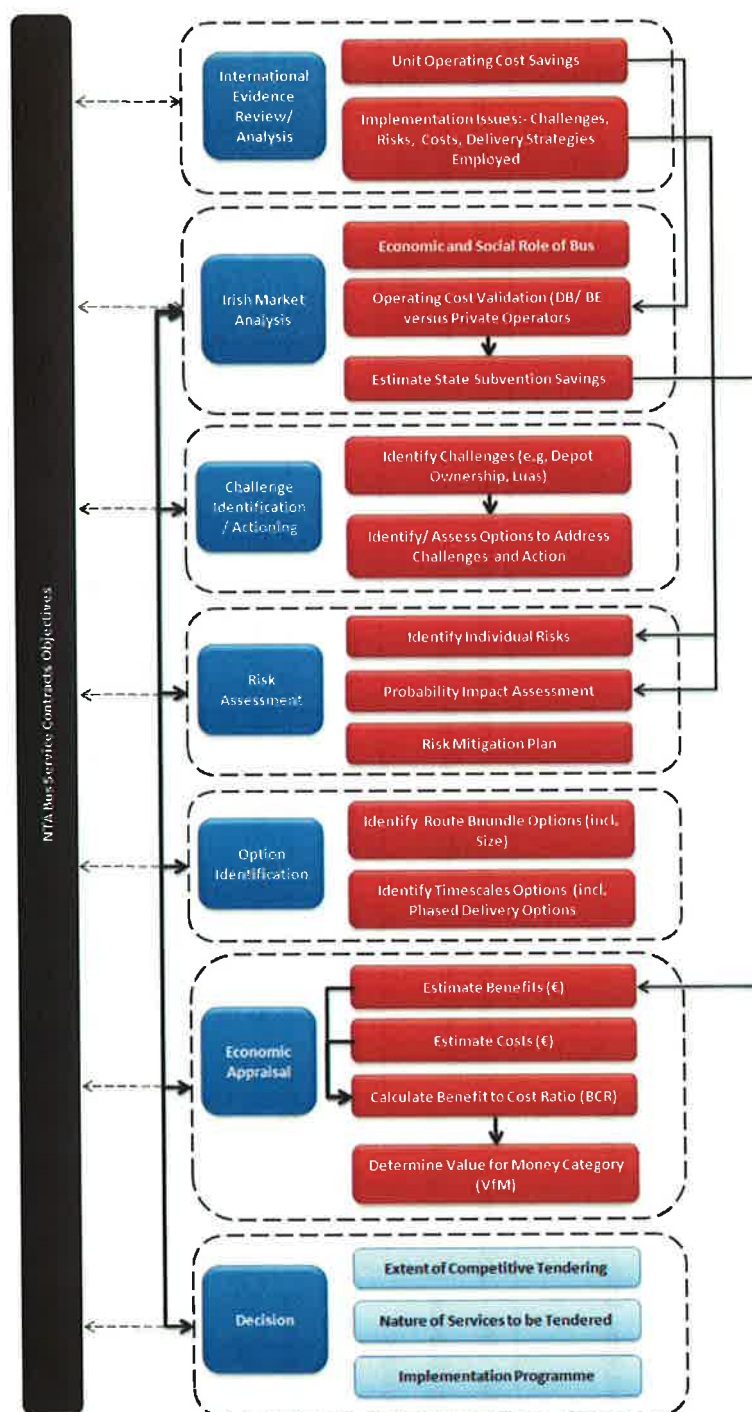 NTA Bus Service Contracts Objectives
International
Evidence
Review/
Analysis
Unit Operating Cost Savings
Implementation Issues:- Challenges,
Risks, Costs, Delivery Strategies
Employed
Irish Market
Analysis
Economic and Social Role of Bus
Operating Cost Validation (DB/ BE
versus Private Operators
Estimate State Subvention Savings
Challenge
Identification
/ Actioning
Identify Challenges (e.g, Depot
Ownership, Luas)
Identify/ Assess Options to Address
Challenges and Action
Risk
Assessment
Identify Individual Risks
Probability Impact Assessment
Risk Mitigation Plan
Option
Identification
Identify Route Buundle Options (incl,
Size)
Identify Timescales Options (incl,
Phased Delivery Options
Economic
Appraisal
Estimate Benefits (€)
Estimate Costs (€)
Calculate Benefit to Cost Ratio (BCR)
Determine Value for Money Category
(VfM)
Decision
Extent of Competitive Tendering
Nature of Services to be Tendered
Implementation Programme